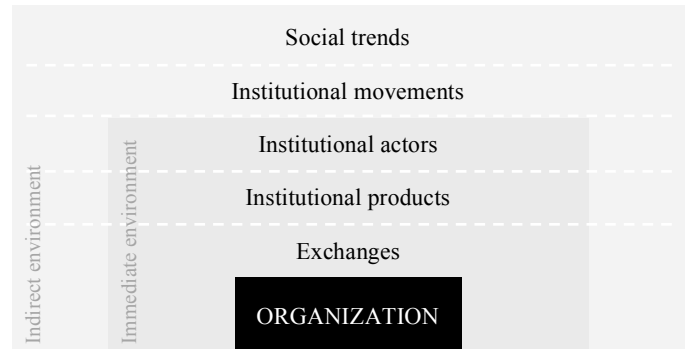 Social trends
Institutional movements
Institutional actors
Institutional products
Exchanges
ORGANIZATION
Indirect environment
Immediate environment